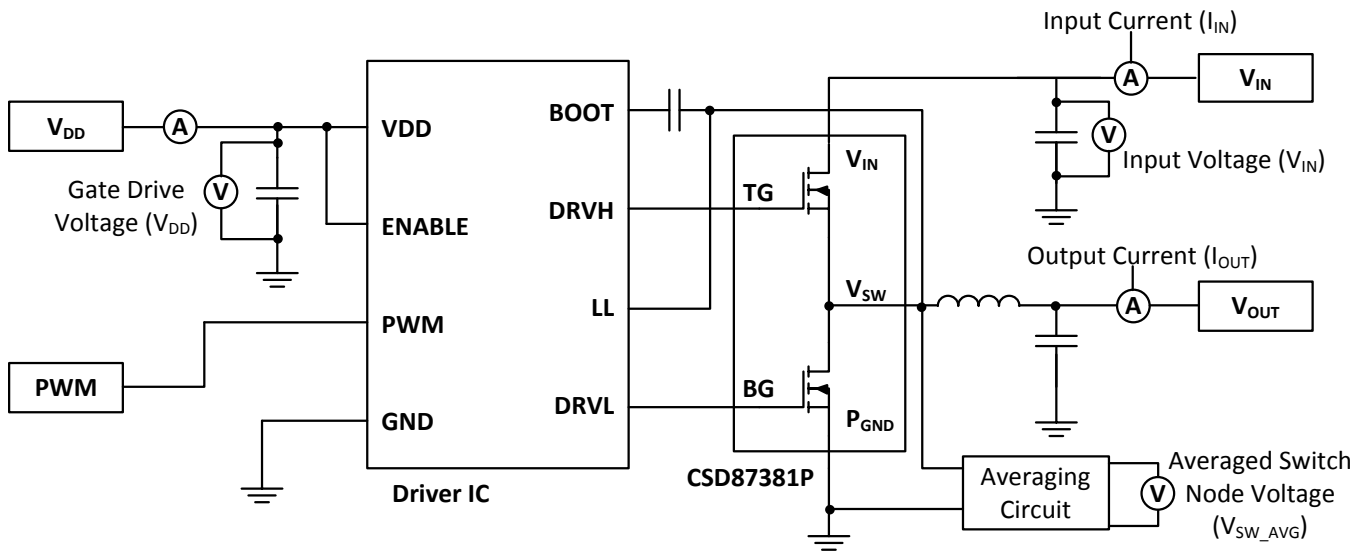 Input Current (I_IN)
A
V_IN
V_DD
A
VDD
BOOT
V
Input Voltage (V_IN)
V_IN
TG
Gate Drive
Voltage (V_DD)
V
ENABLE
DRVH
Output Current (I_OUT)
V_SW
A
V_OUT
LL
PWM
PWM
BG
DRVL
GND
P_GND
CSD87381P
Driver IC
Averaging
Circuit
V
Averaged Switch
Node Voltage
(V_SW_AVG)